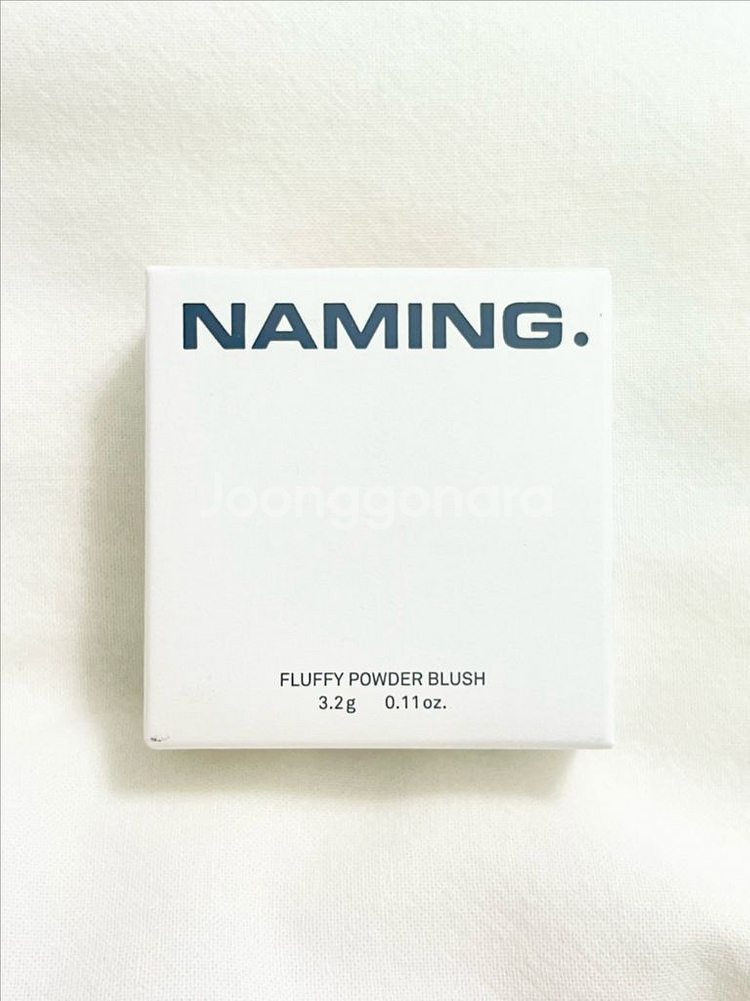 NAMING.
Joonggonara
FLUFFY POWDER BLUSH
3.2g 0.11oz.